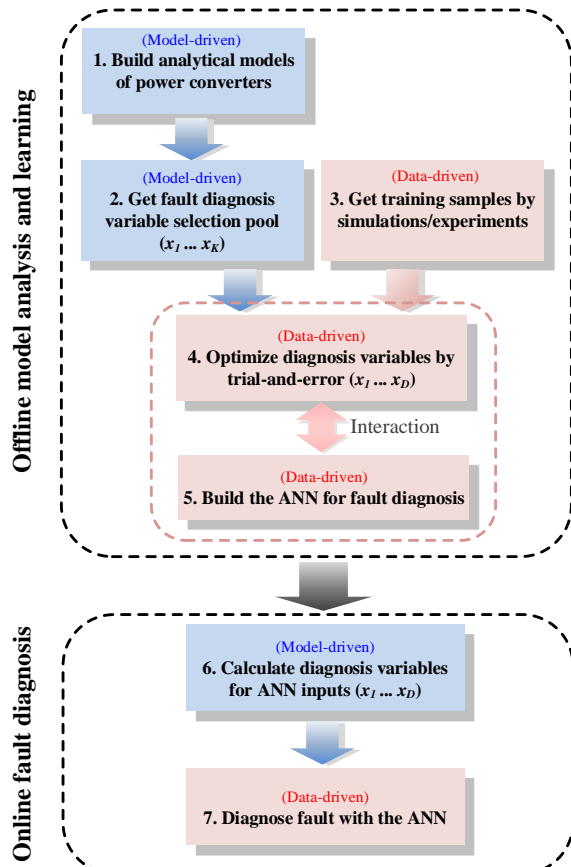 Offline model analysis and learning
(Model-driven)
1. Build analytical models
of power converters
(Model-driven)
2. Get fault diagnosis
variable selection pool
(x1 ... xK)
(Data-driven)
3. Get training samples by
simulations/experiments
(Data-driven)
4. Optimize diagnosis variables by
trial-and-error (x1 ... xD)
Interaction
(Data-driven)
5. Build the ANN for fault diagnosis
Online fault diagnosis
(Model-driven)
6. Calculate diagnosis variables
for ANN inputs (x1 ... xD)
(Data-driven)
7. Diagnose fault with the ANN